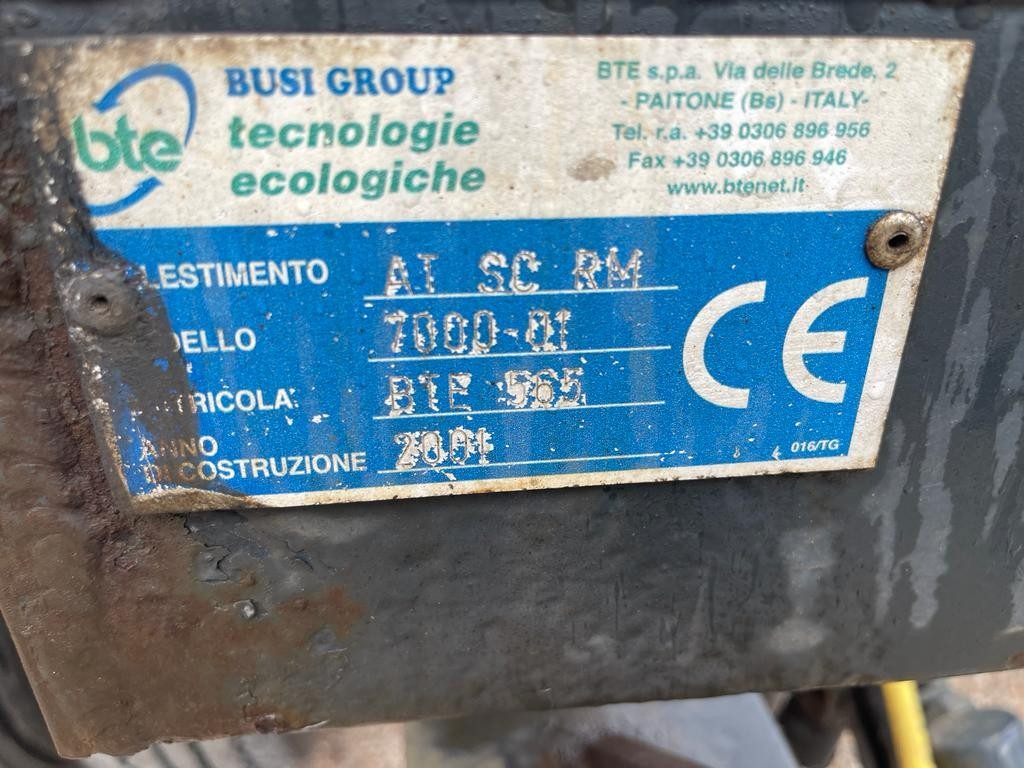 bte
BUSI GROUP
tecnologie
ecologiche
BTE s.p.a. Via delle Brede, 2
- PAITONE (Bs) - ITALY-
Tel. r.a. +39 0306 896 956
Fax +39 0306 896 946
www.btenet.it
LESTIMENTO AT SC RM
DELLO 7000-01
RICOLA BTE 565
ANNO
DI COSTRUZIONE 2001
CE
016/TG